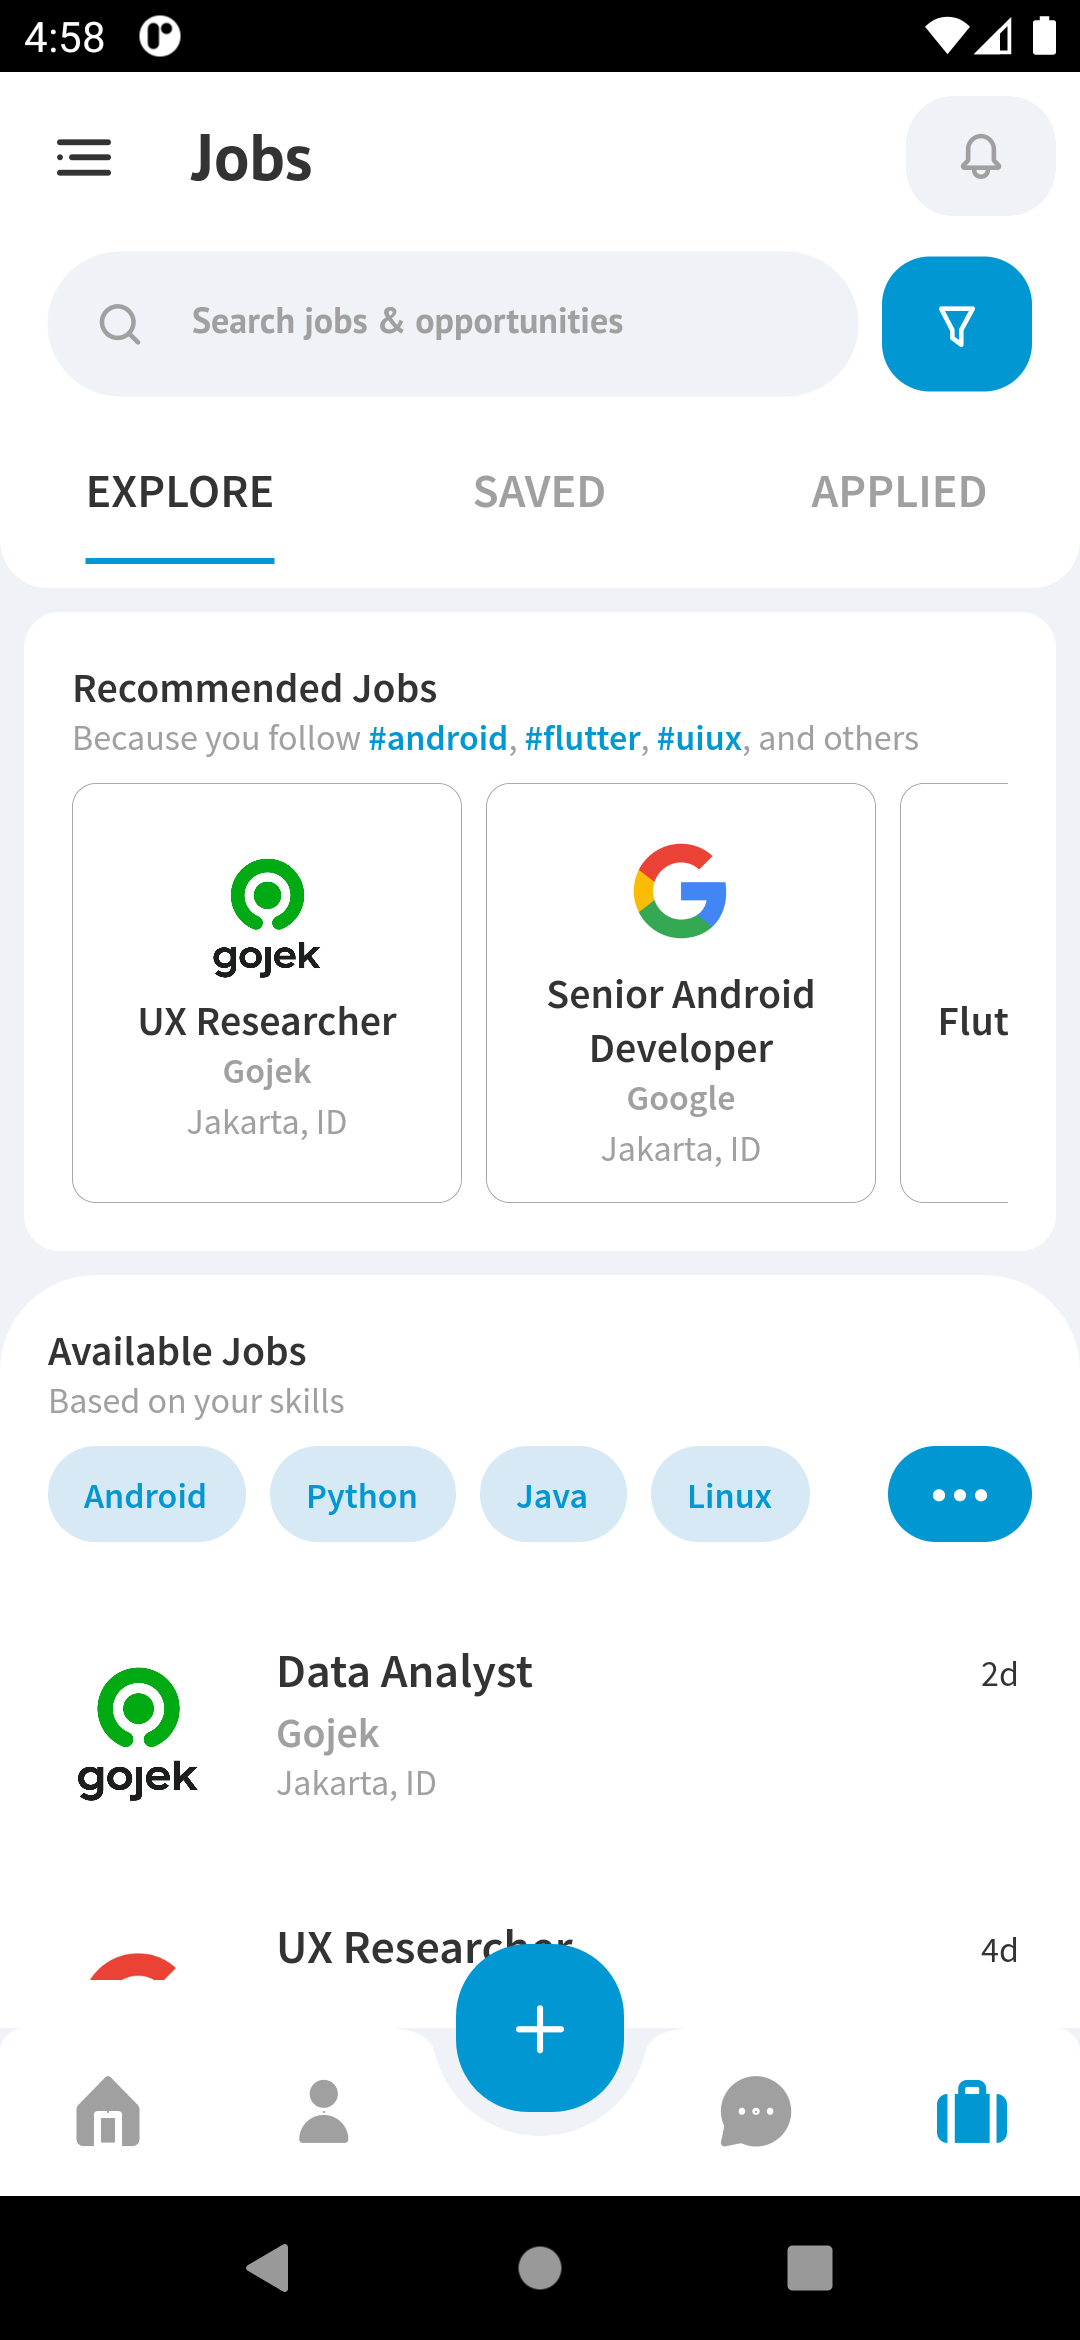 4:58
Jobs
Search jobs & opportunities
EXPLORE SAVED APPLIED
Recommended Jobs
Because you follow #android, #flutter, #uiux, and others
gojek
UX Researcher
Gojek
Jakarta, ID
Senior Android
Developer
Google
Jakarta, ID
Flut
Available Jobs
Based on your skills
Android Python Java Linux
Data Analyst 2d
gojek
Gojek
Jakarta, ID
UX Researcher 4d